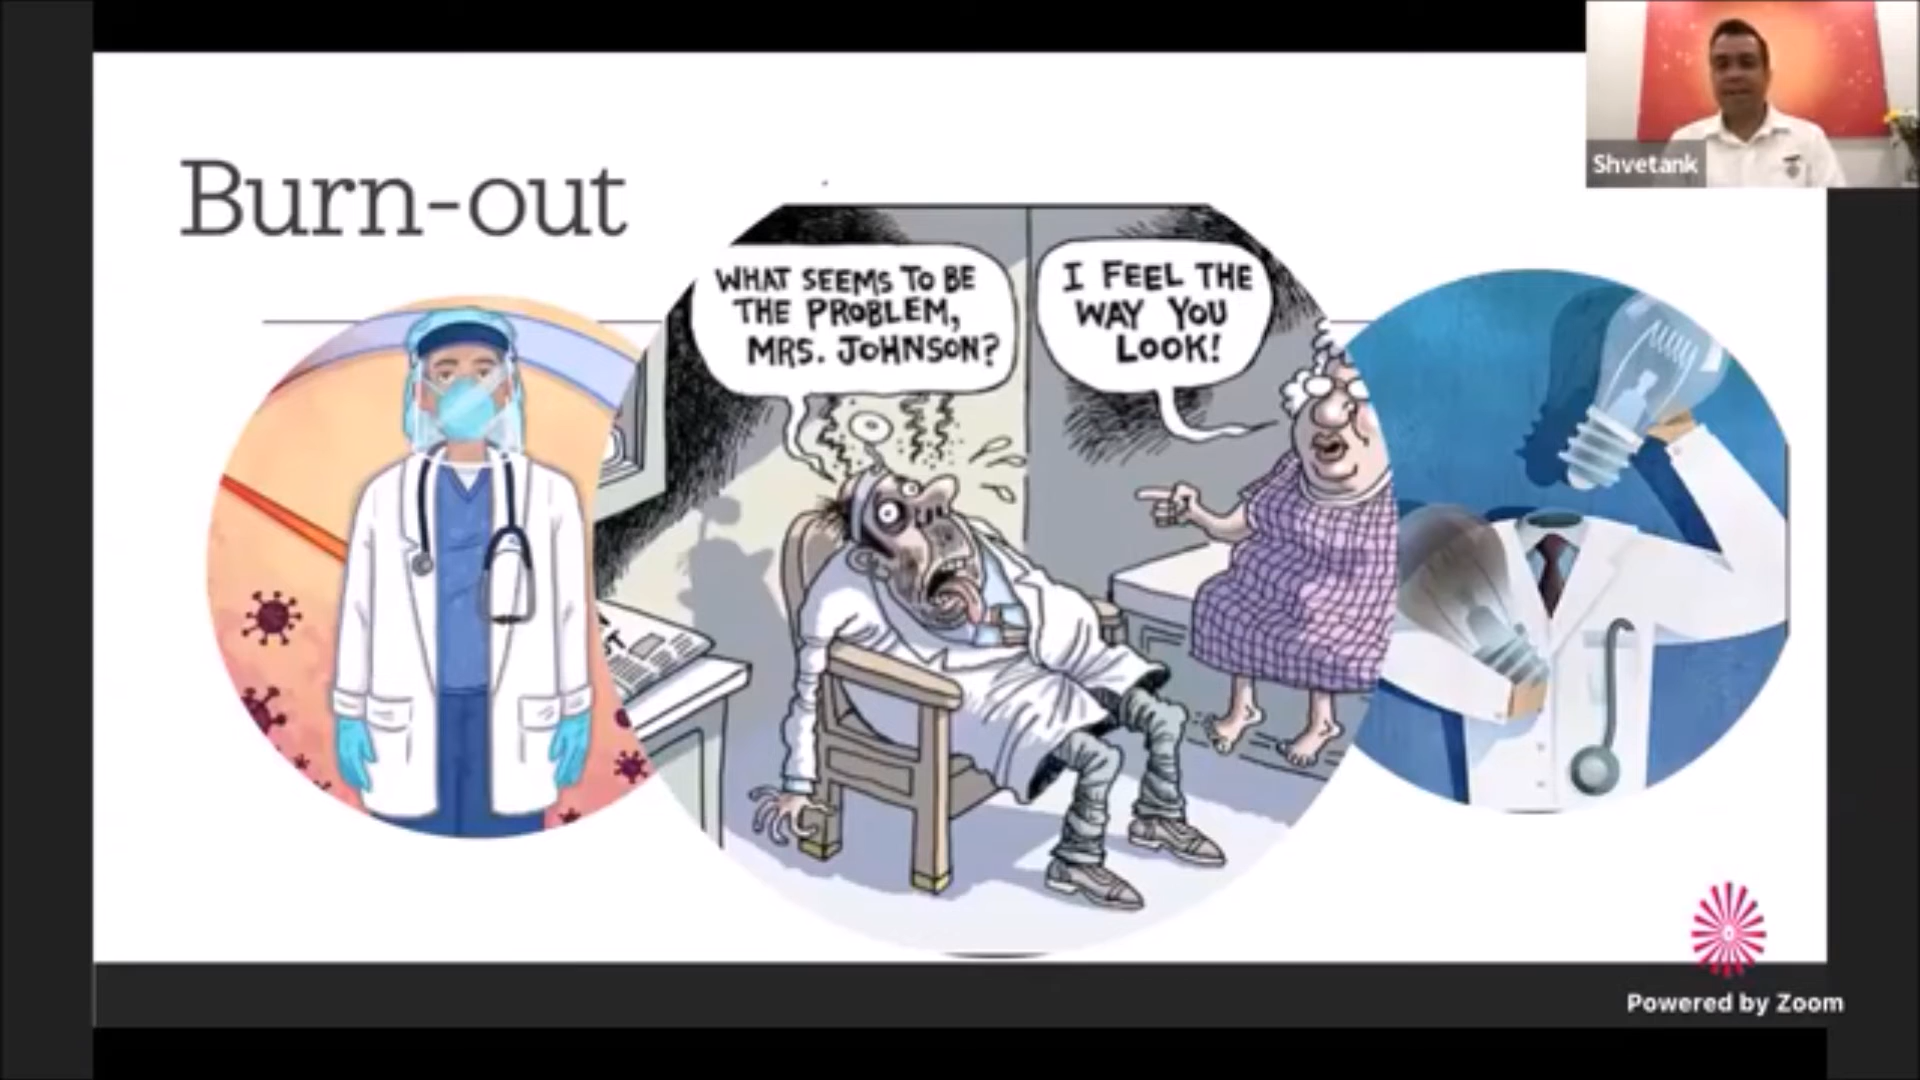 Shvetank
Burn-out
WHAT SEEMS TO BE
THE PROBLEM,
MRS. JOHNSON?
I FEEL THE
WAY YOU
LOOK!
Powered by Zoom